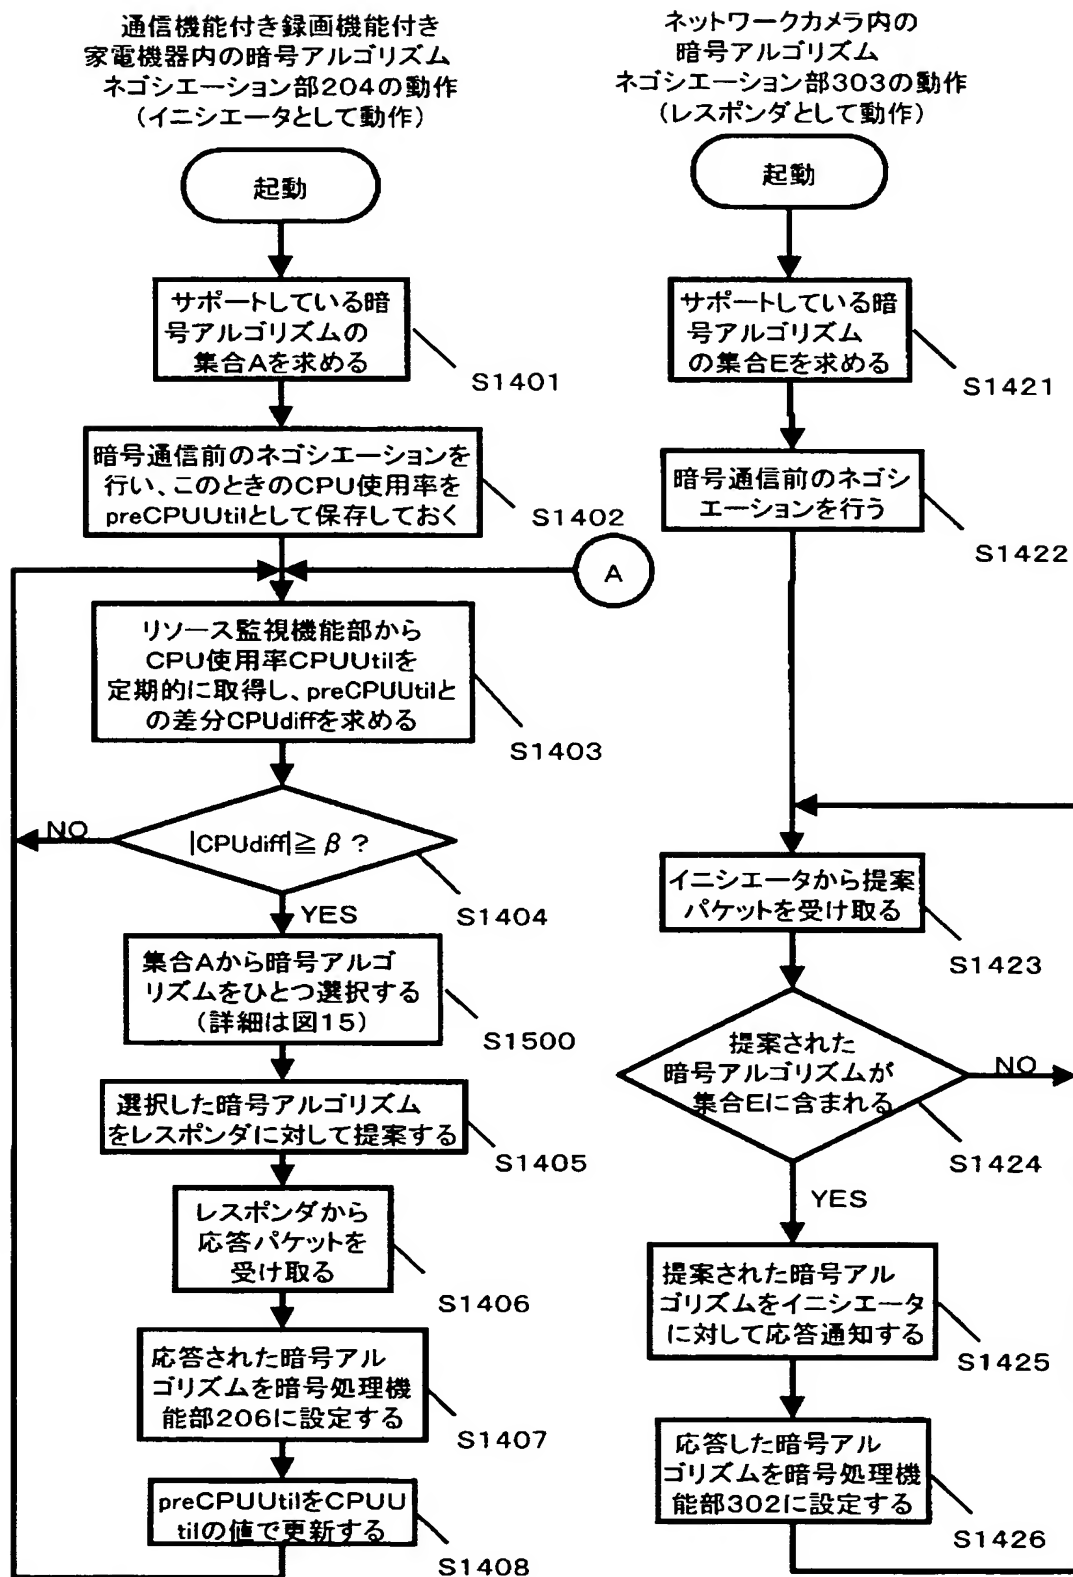 通信機能付き録画機能付き
家電機器内の暗号アルゴリズム
ネゴシエーション部204の動作
(イニシエータとして動作)
起動
サポートしている暗
号アルゴリズムの
集合Aを求める
S1401
暗号通信前のネゴシエーションを
行い、このときのCPU使用率を
preCPUUtilとして保存しておく
S1402
A
リソース監視機能部から
CPU使用率CPUUtilを
定期的に取得し、preCPUUtilと
の差分CPUdiffを求める
S1403
NO
|CPUdiff|≧β?
S1404
YES
集合Aから暗号アルゴ
リズムをひとつ選択する
(詳細は図15)
S1500
選択した暗号アルゴリズム
をレスポンダに対して提案する
S1405
レスポンダから
応答パケットを
受け取る
S1406
応答された暗号アル
ゴリズムを暗号処理機
能部206に設定する
S1407
preCPUUtilをCPUU
tilの値で更新する
S1408
ネットワークカメラ内の
暗号アルゴリズム
ネゴシエーション部303の動作
(レスポンダとして動作)
起動
サポートしている暗
号アルゴリズム
の集合Eを求める
S1421
暗号通信前のネゴシ
エーションを行う
S1422
イニシエータから提案
パケットを受け取る
S1423
提案された
暗号アルゴリズムが
集合Eに含まれる
NO
S1424
YES
提案された暗号アル
ゴリズムをイニシエータ
に対して応答通知する
S1425
応答した暗号アル
ゴリズムを暗号処理機
能部302に設定する
S1426